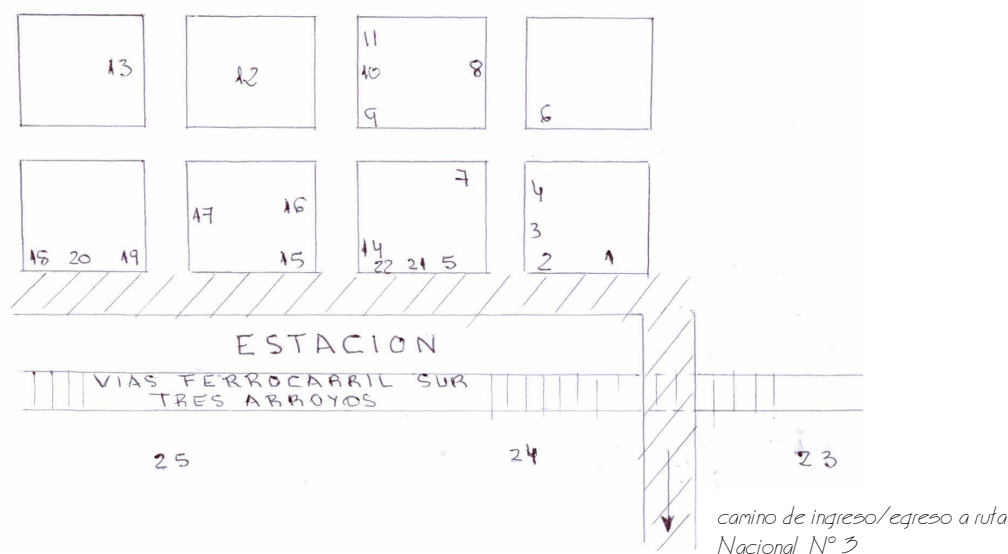 11
13
12
10
8
9
6
7
4
17
16
3
14
18 20 19
15
22 21 5
2 1
ESTACION
VIAS FERROCARRIL SUR
TRES ARROYOS
25
24
23
camino de ingreso/egreso a ruta
Nacional Nº 3